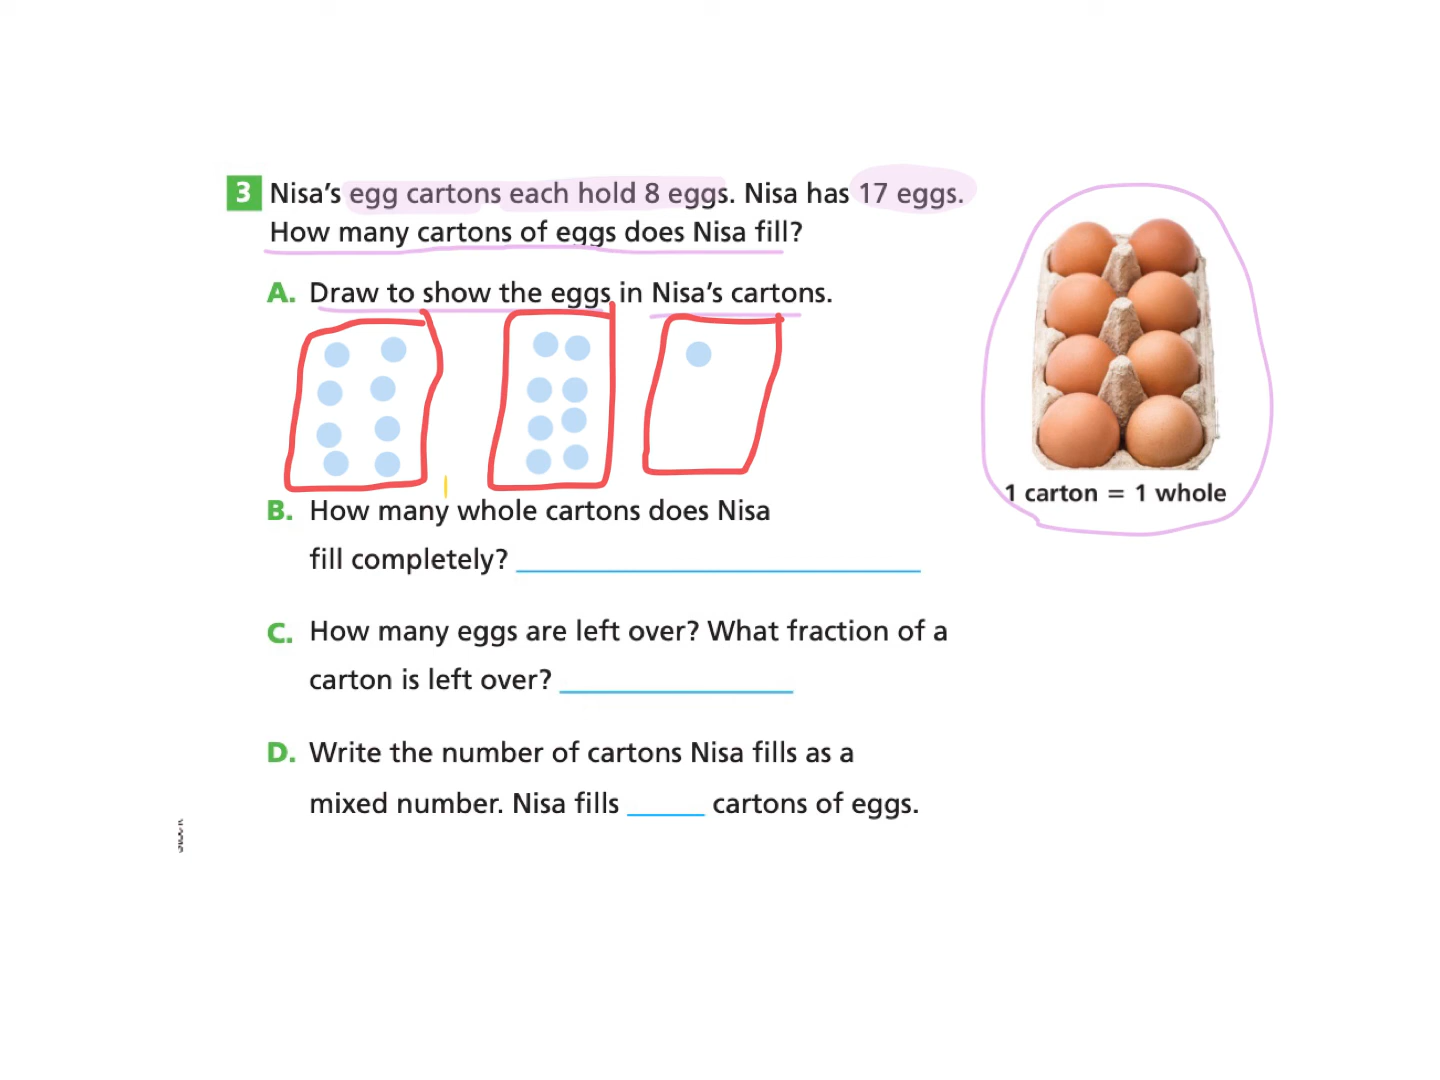 3 Nisa's egg cartons each hold 8 eggs. Nisa has 17 eggs.
How many cartons of eggs does Nisa fill?
A. Draw to show the eggs in Nisa's cartons.
1 carton = 1 whole
B. How many whole cartons does Nisa
fill completely?
C. How many eggs are left over? What fraction of a
carton is left over?
D. Write the number of cartons Nisa fills as a
mixed number. Nisa fills ______ cartons of eggs.